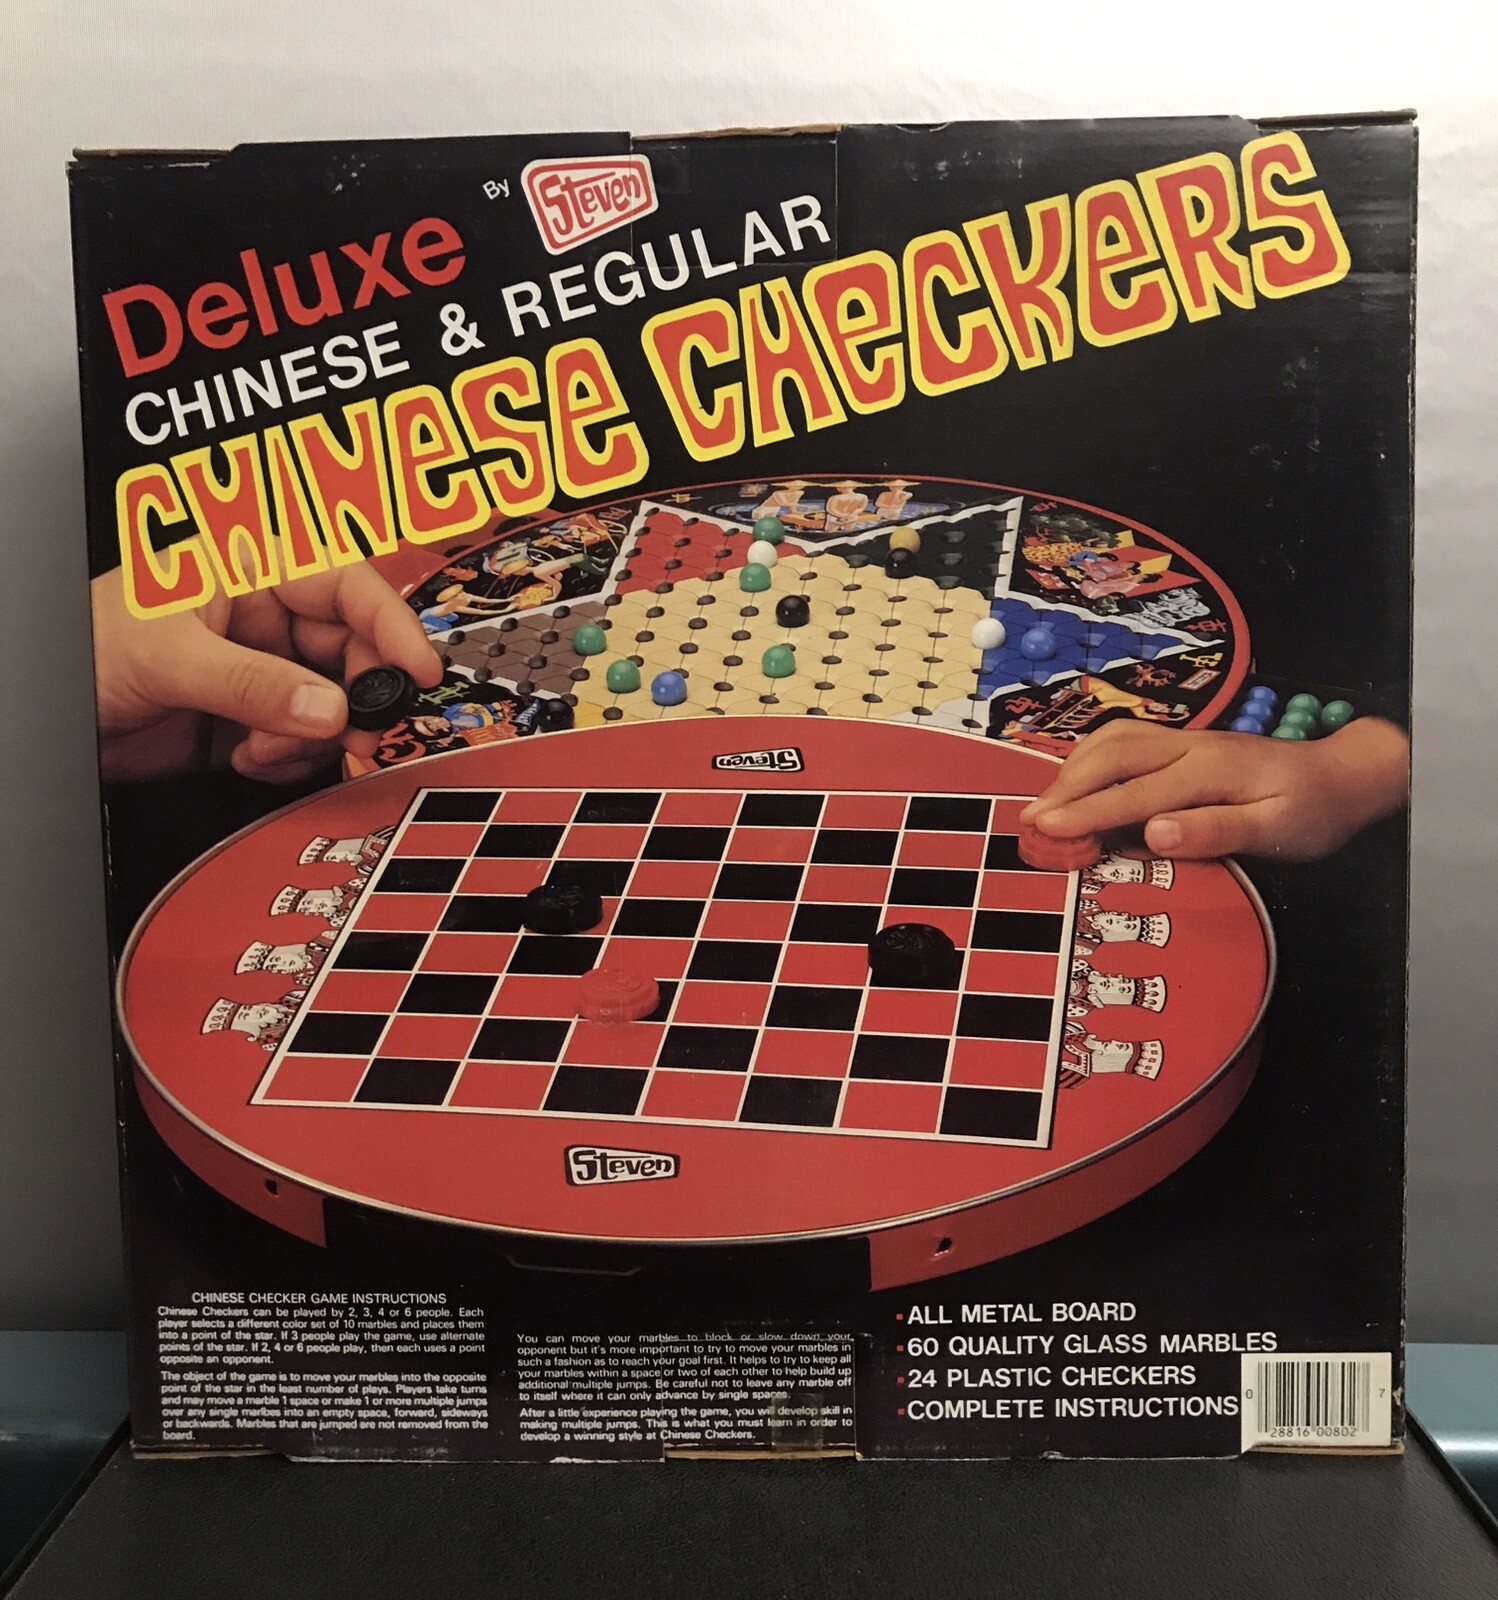 Deluxe By Steven
CHINESE & REGULAR
CHINESE CHECKERS
Steven
Steven
CHINESE CHECKER GAME INSTRUCTIONS
Chinese Checkers can be played by 2, 3, 4 or 6 people. Each
player selects a different color set of 10 marbles and places them
into a point of the star. If 3 people play the game, use alternate
points of the star. If 2, 4 or 6 people play, then each uses a point
opposite an opponent.
The object of the game is to move your marbles into the opposite
point of the star in the least number of plays. Players take turns
and may move a marble 1 space or make 1 or more multiple jumps
over any single marlbes into an empty space, forward, sideways
or backwards. Marbles that are jumped are not removed from the
board.
You can move your marbles to block or slow down your
opponent but it's more important to try to move your marbles in
such a fashion as to reach your goal first. It helps to try to keep all
your marbles within a space or two of each other to help build up
additional multiple jumps. Be careful not to leave any marble off
to itself where it can only advance by single spaces.
After a little experience playing the game, you will develop skill in
making multiple jumps. This is what you must learn in order to
develop a winning style at Chinese Checkers.
▪ALL METAL BOARD
▪60 QUALITY GLASS MARBLES
▪24 PLASTIC CHECKERS
▪COMPLETE INSTRUCTIONS
0 28816 00802 7